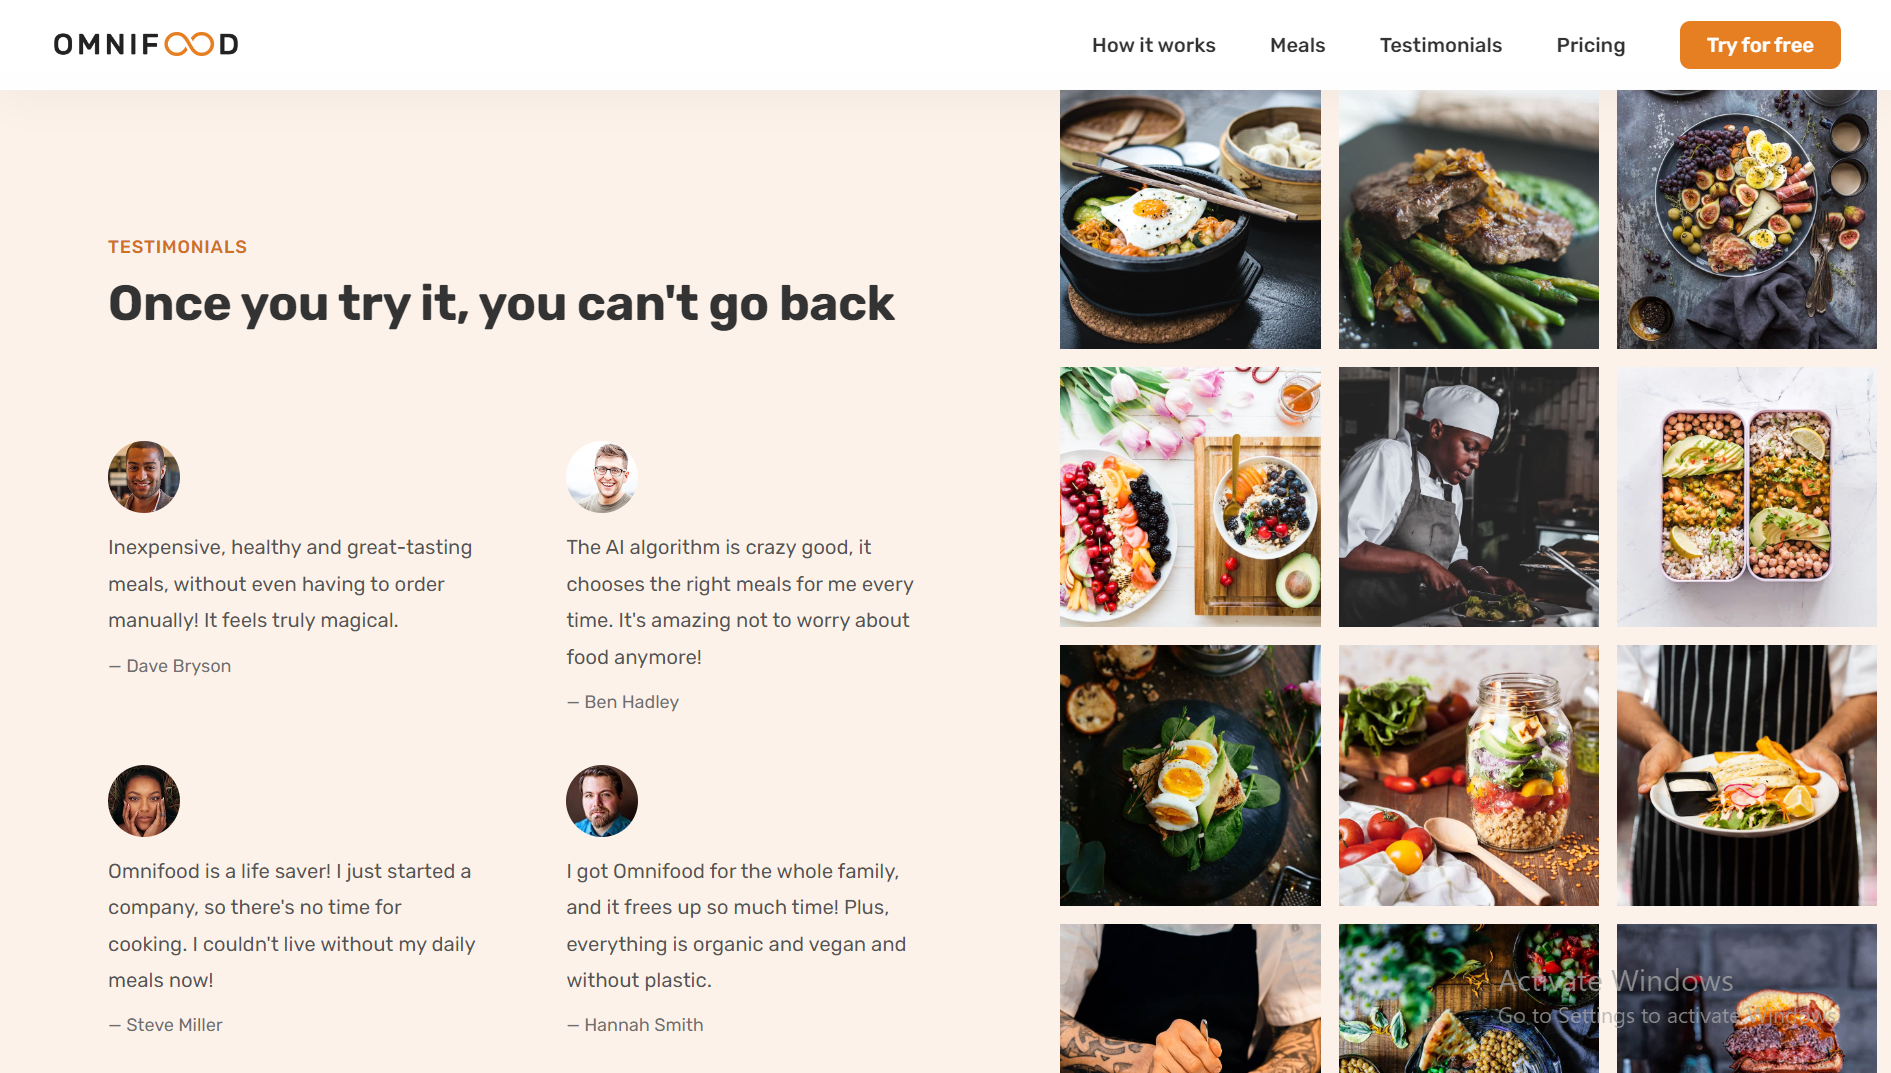 OMNIFOOD
How it works
Meals
Testimonials
Pricing
Try for free
TESTIMONIALS
Once you try it, you can't go back
Inexpensive, healthy and great-tasting
meals, without even having to order
manually! It feels truly magical.
— Dave Bryson
The AI algorithm is crazy good, it
chooses the right meals for me every
time. It's amazing not to worry about
food anymore!
— Ben Hadley
Omnifood is a life saver! I just started a
company, so there's no time for
cooking. I couldn't live without my daily
meals now!
— Steve Miller
I got Omnifood for the whole family,
and it frees up so much time! Plus,
everything is organic and vegan and
without plastic.
— Hannah Smith
Activate Windows
Go to Settings to activate Windows.